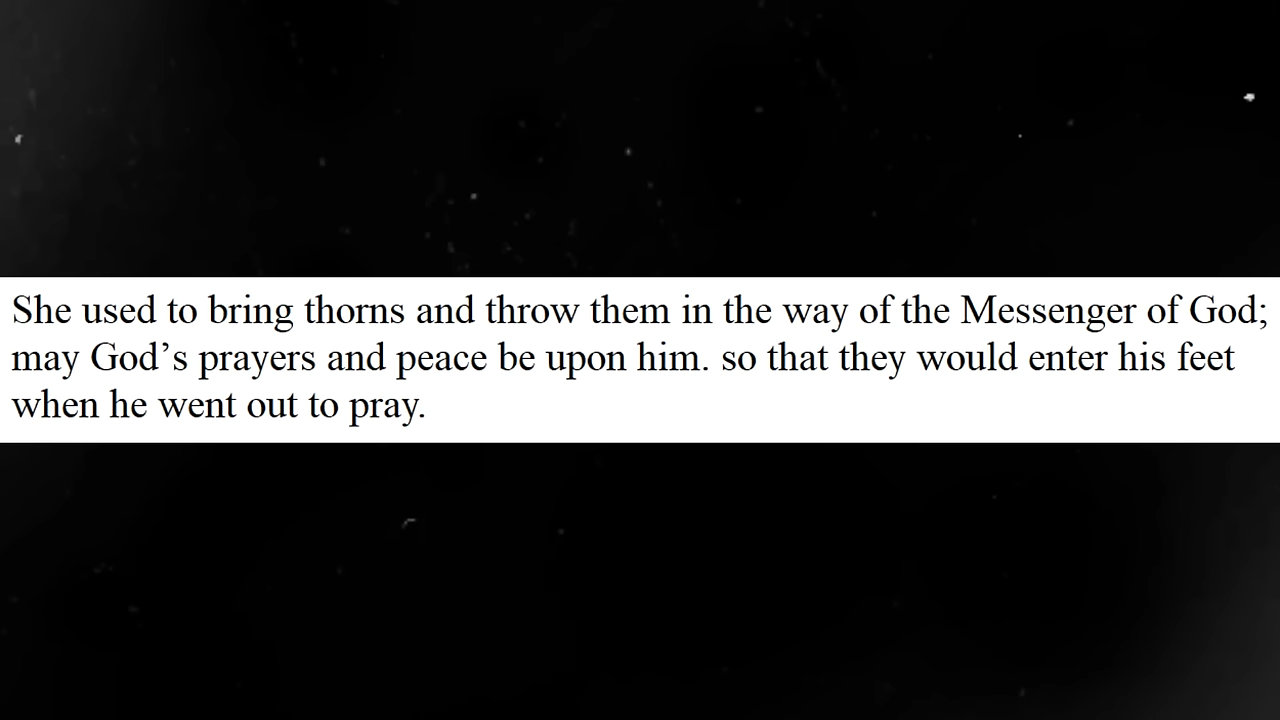 She used to bring thorns and throw them in the way of the Messenger of God;
may God’s prayers and peace be upon him. so that they would enter his feet
when he went out to pray.